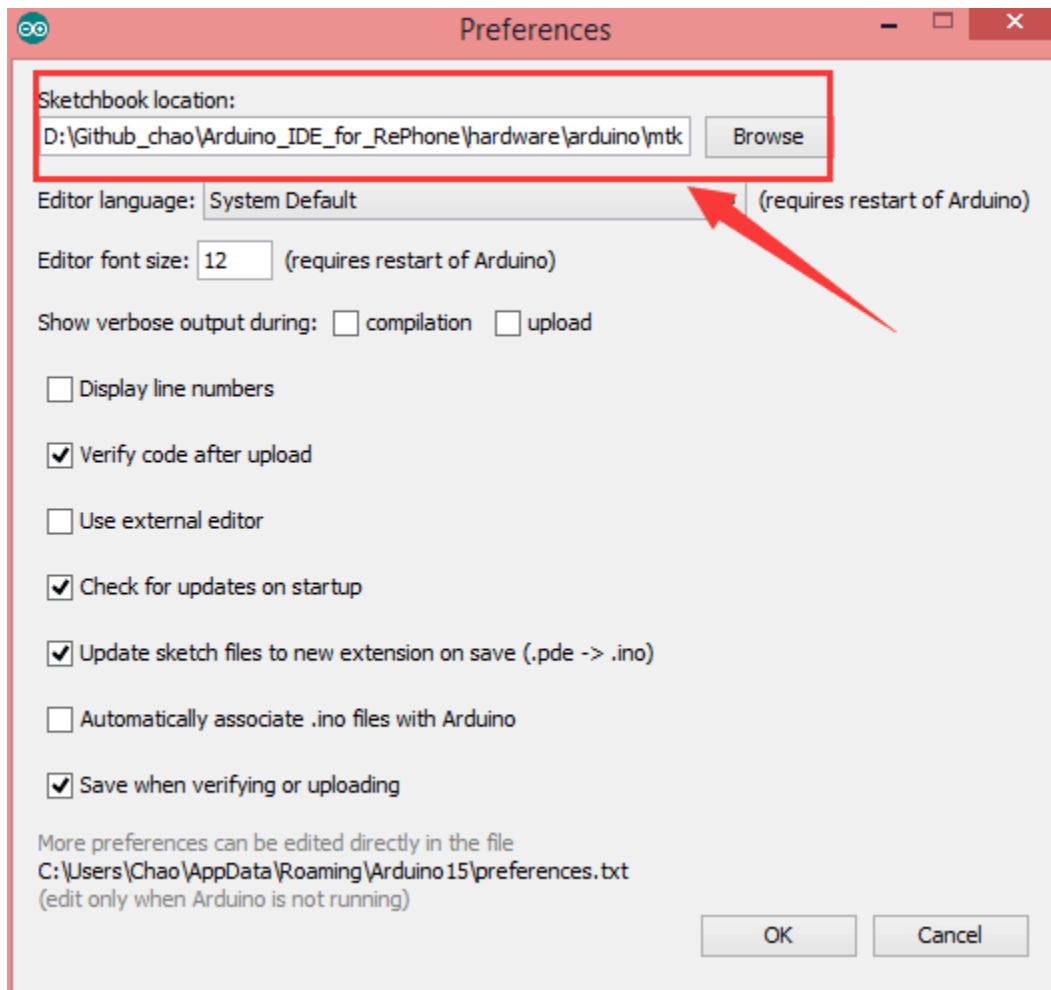 Preferences
Sketchbook location:
D:\Github_chao\Arduino_IDE_for_RePhone\hardware\arduino\mtk Browse
Editor language: System Default (requires restart of Arduino)
Editor font size: 12 (requires restart of Arduino)
Show verbose output during: compilation upload
Display line numbers
Verify code after upload
Use external editor
Check for updates on startup
Update sketch files to new extension on save (.pde -> .ino)
Automatically associate .ino files with Arduino
Save when verifying or uploading
More preferences can be edited directly in the file
C:\Users\Chao\AppData\Roaming\Arduino15\preferences.txt
(edit only when Arduino is not running)
OK Cancel